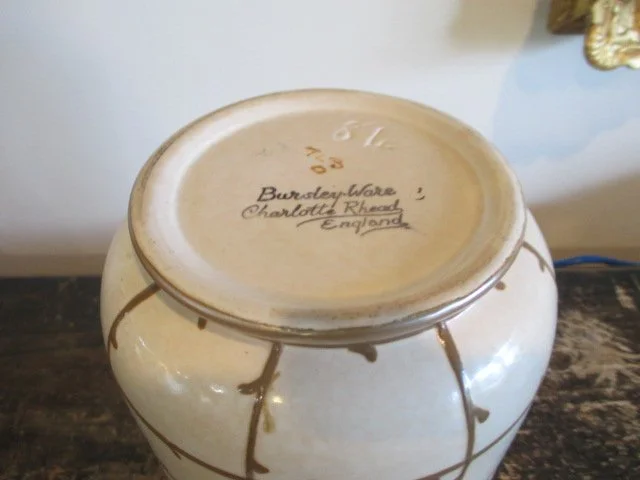 Bursley Ware
Charlotte Rhead
England